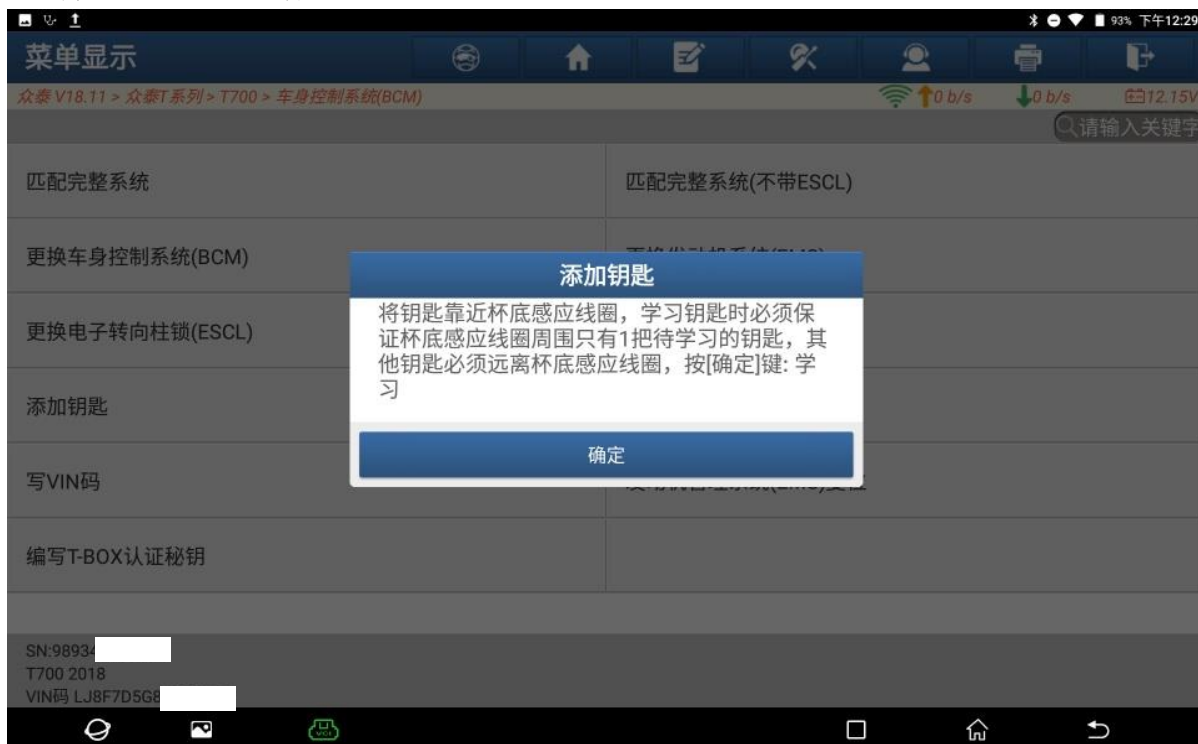 93% 下午12:29
菜单显示
众泰 V18.11 > 众泰T系列 > T700 > 车身控制系统(BCM)
0 b/s
0 b/s
12.15V
请输入关键字
匹配完整系统
匹配完整系统(不带ESCL)
更换车身控制系统(BCM)
添加钥匙
将钥匙靠近杯底感应线圈，学习钥匙时必须保
证杯底感应线圈周围只有1把待学习的钥匙，其
他钥匙必须远离杯底感应线圈，按[确定]键: 学
习
确定
更换电子转向柱锁(ESCL)
添加钥匙
写VIN码
编写T-BOX认证秘钥
SN:98934
T700 2018
VIN码 LJ8F7D5G8
VCI